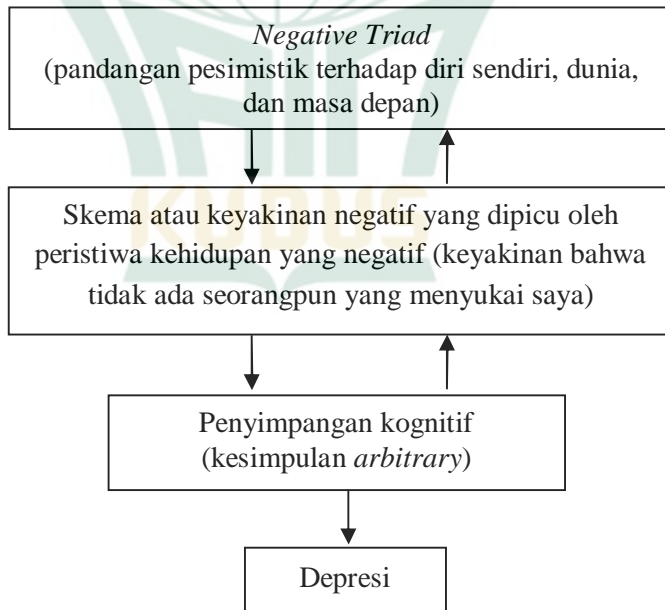 Negative Triad
(pandangan pesimistik terhadap diri sendiri, dunia,
dan masa depan)
Skema atau keyakinan negatif yang dipicu oleh
peristiwa kehidupan yang negatif (keyakinan bahwa
tidak ada seorangpun yang menyukai saya)
KUDUS
Penyimpangan kognitif
(kesimpulan arbitrary)
Depresi